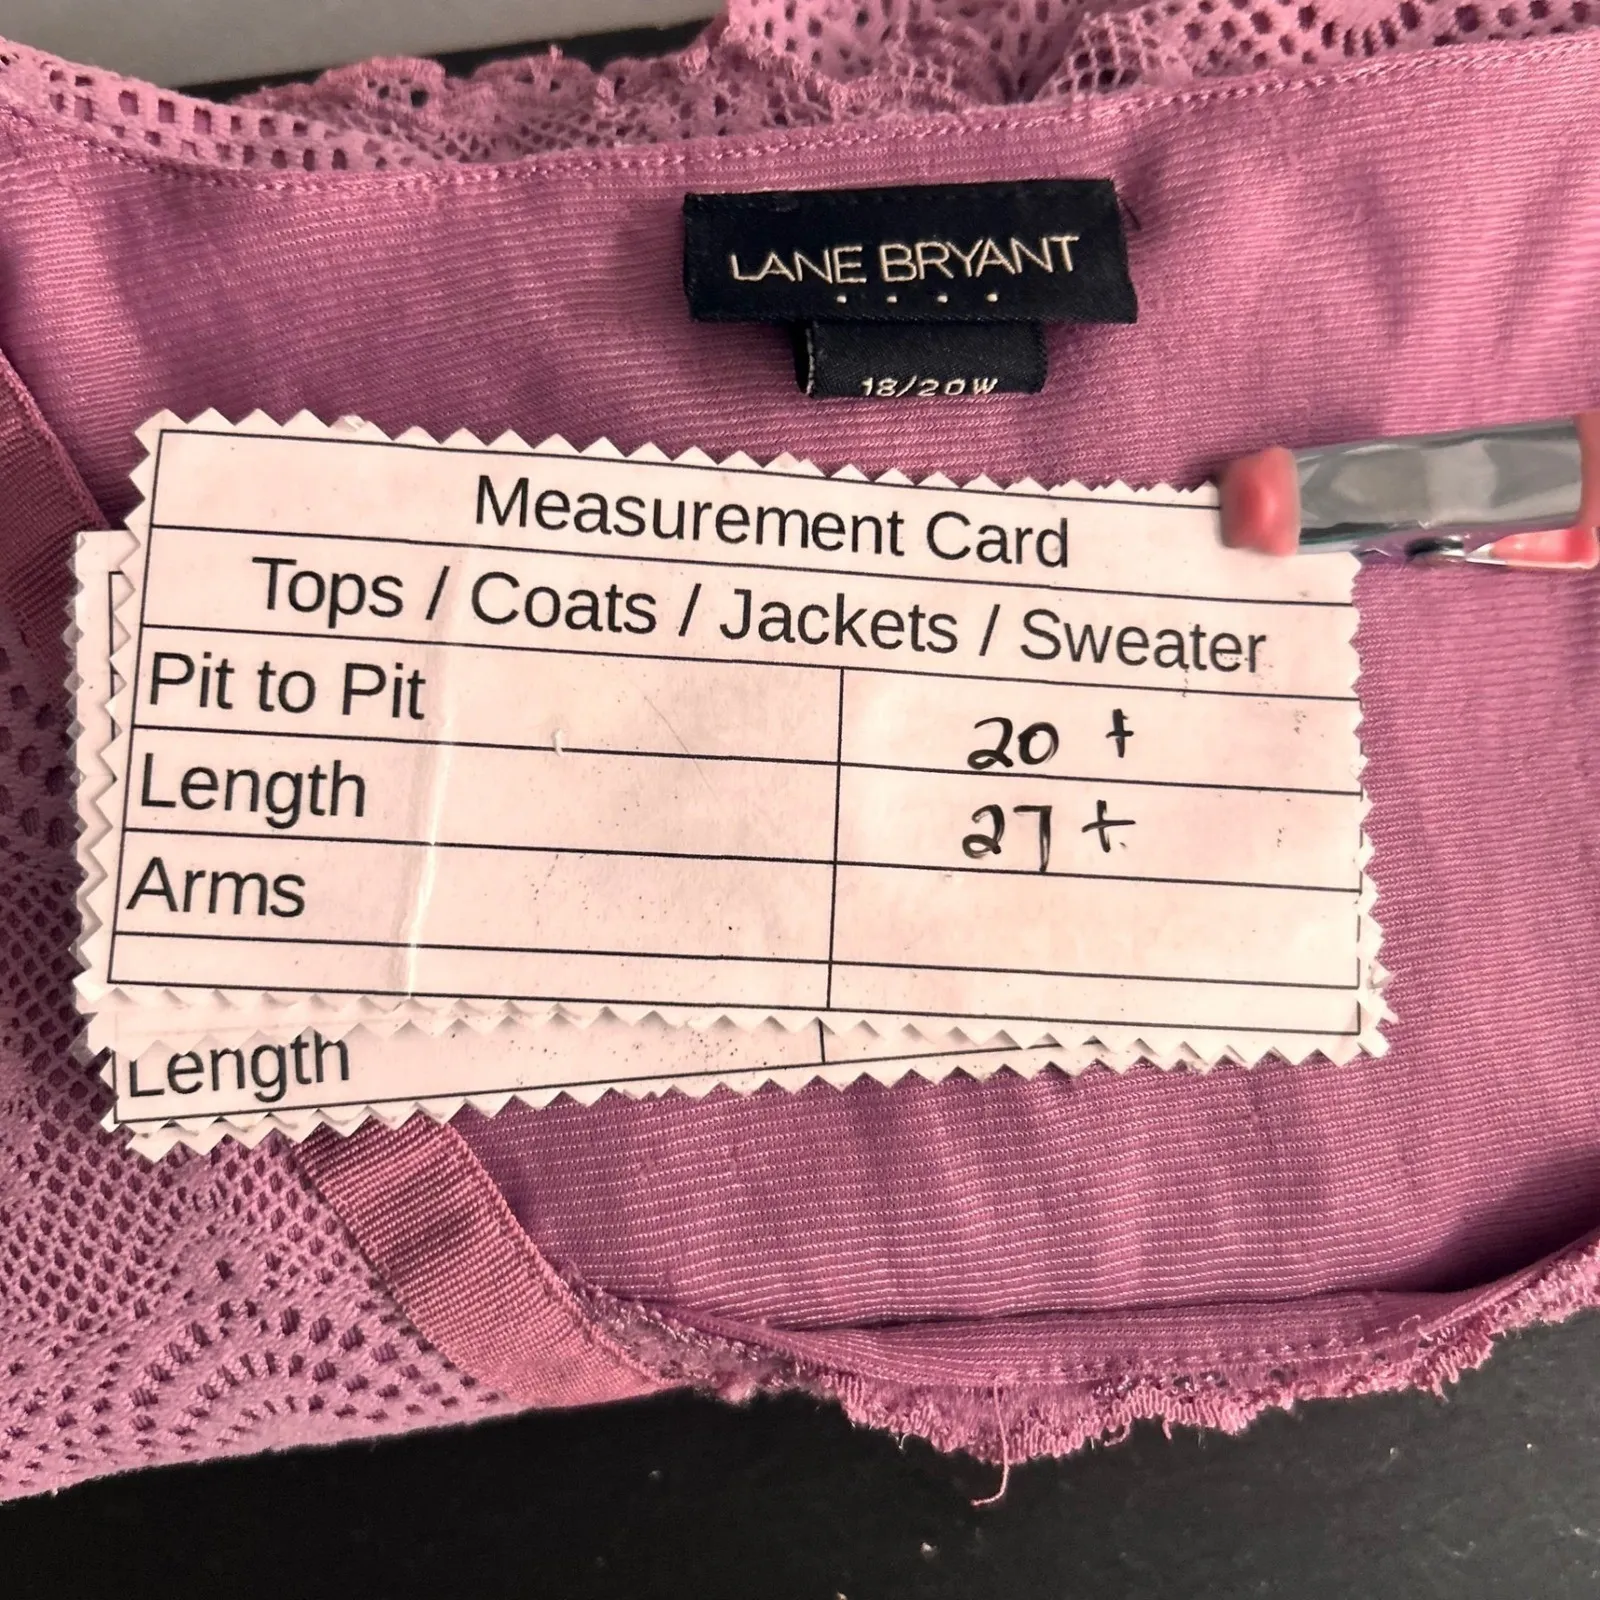 LANE BRYANT
18/20W
Measurement Card
Tops / Coats / Jackets / Sweater
Pit to Pit 20 +
Length 27 +
Arms
Length